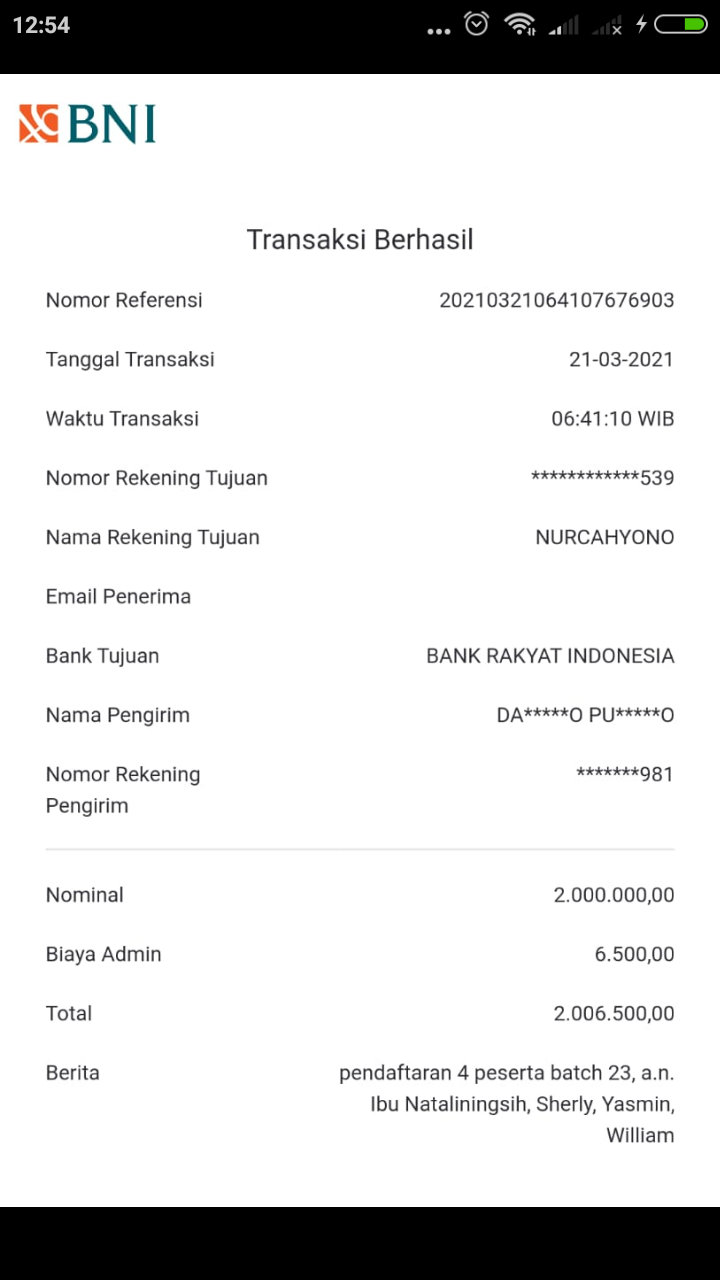 12:54
BNI
Transaksi Berhasil
Nomor Referensi 20210321064107676903
Tanggal Transaksi 21-03-2021
Waktu Transaksi 06:41:10 WIB
Nomor Rekening Tujuan ************539
Nama Rekening Tujuan NURCAHYONO
Email Penerima
Bank Tujuan BANK RAKYAT INDONESIA
Nama Pengirim DA*****O PU*****O
Nomor Rekening *******981
Pengirim
Nominal 2.000.000,00
Biaya Admin 6.500,00
Total 2.006.500,00
Berita pendaftaran 4 peserta batch 23, a.n.
Ibu Nataliningsih, Sherly, Yasmin,
William